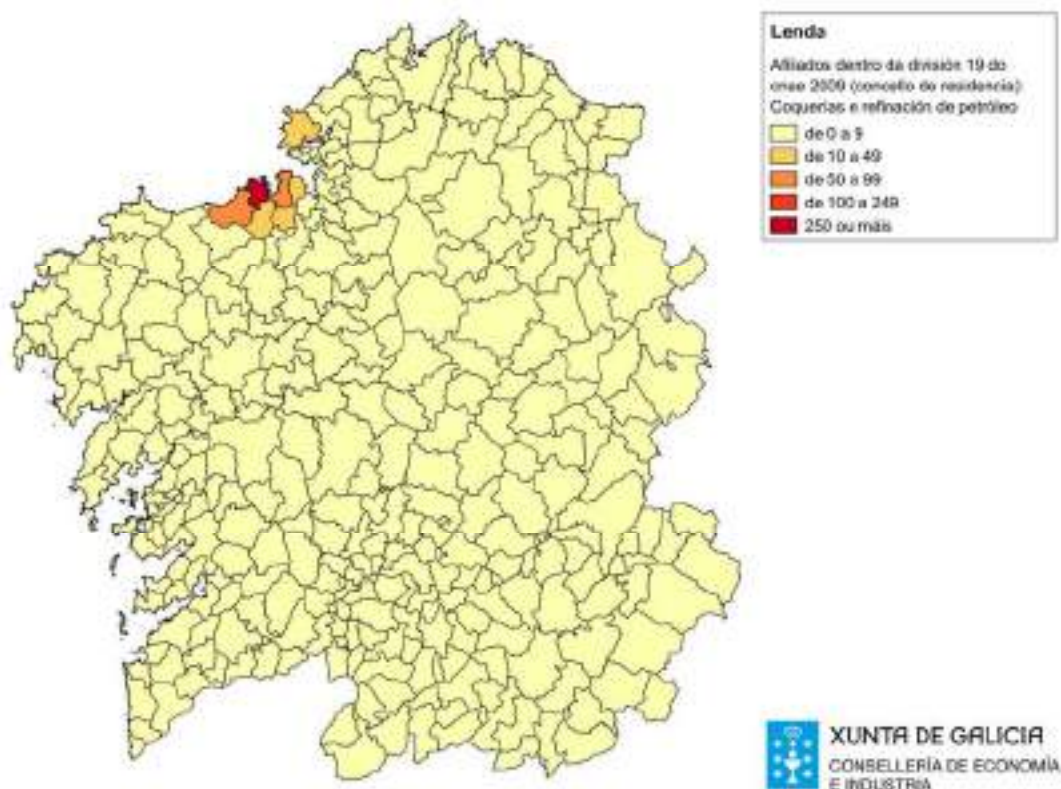 Lenda
Afiliados dentro da división 19 do
cnae 2009 (concello de residencia)
Coquerías e refinación de petróleo
de 0 a 9
de 10 a 49
de 50 a 99
de 100 a 249
250 ou máis
XUNTA DE GALICIA
CONSELLERÍA DE ECONOMÍA
E INDUSTRIA